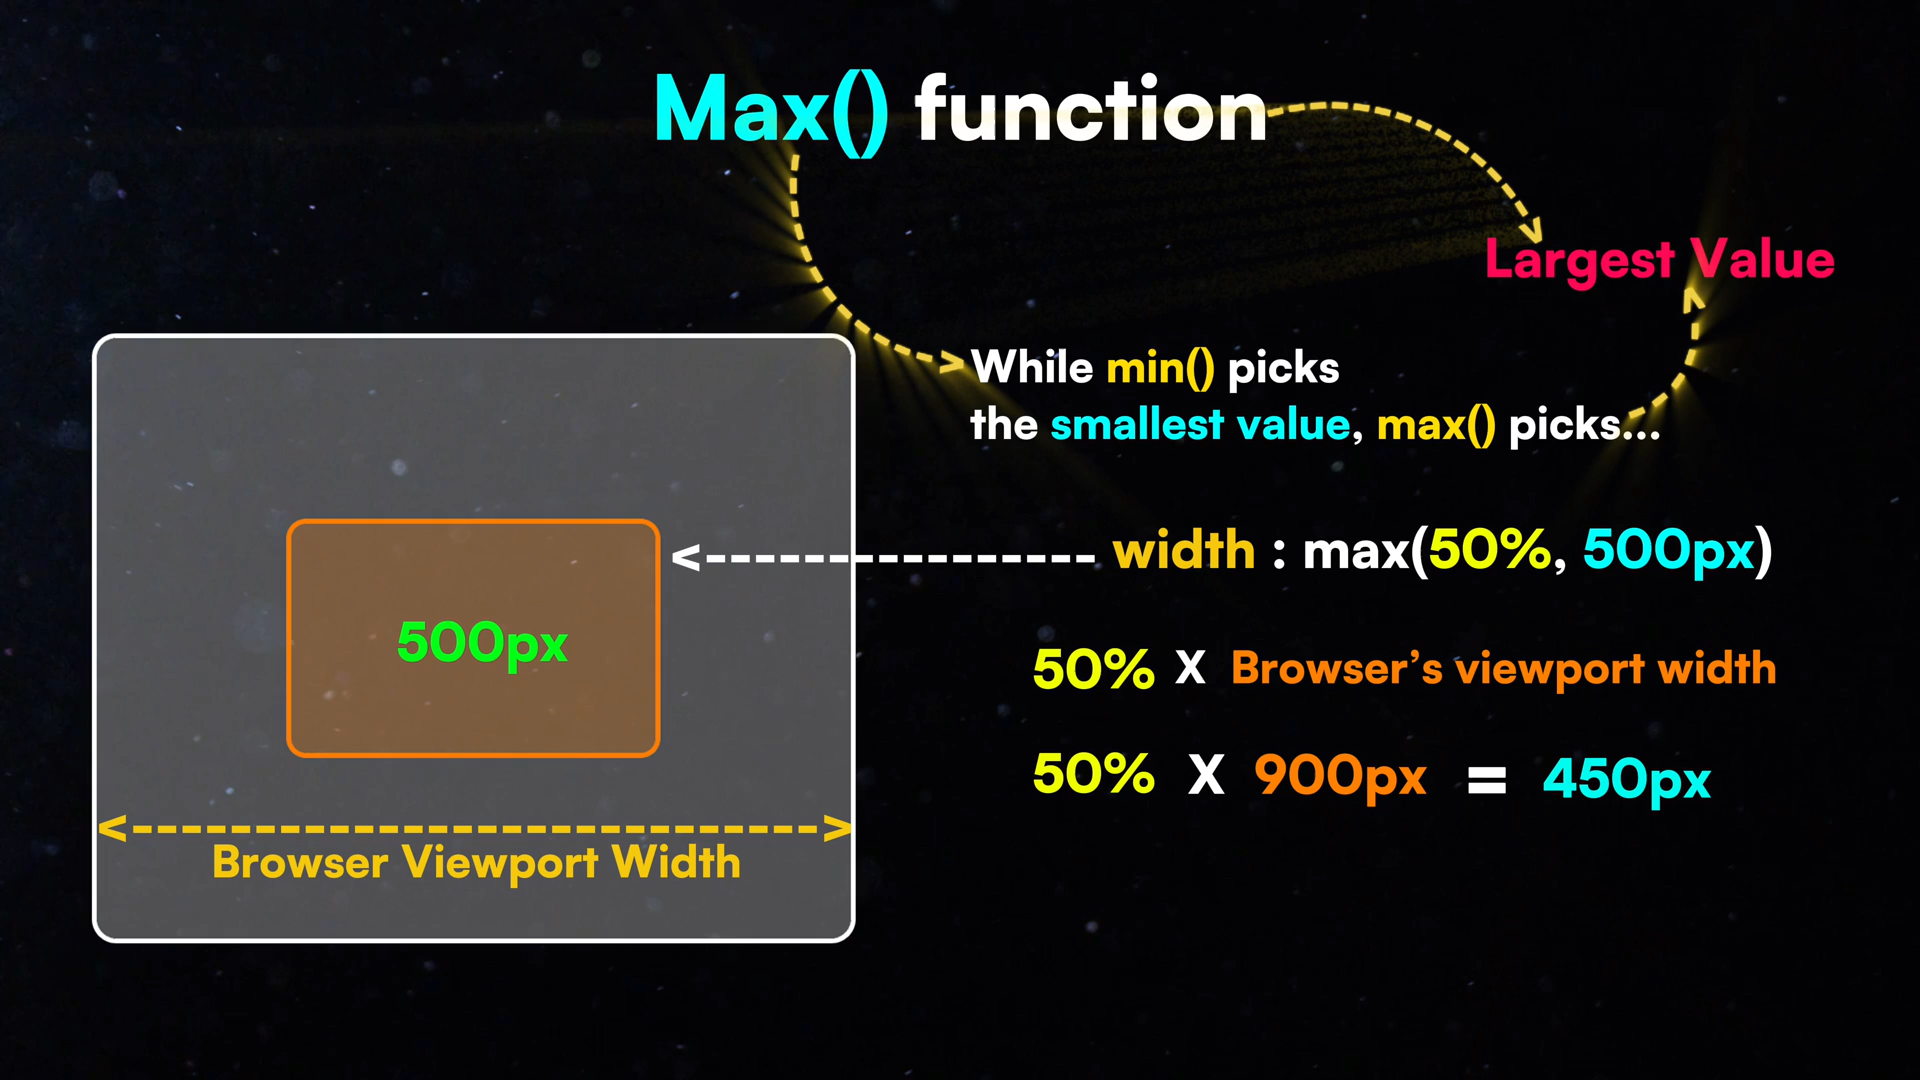 Max() function
Largest Value
While min() picks
the smallest value, max() picks...
width : max(50%, 500px)
500px
50% X Browser’s viewport width
50% X 900px = 450px
Browser Viewport Width